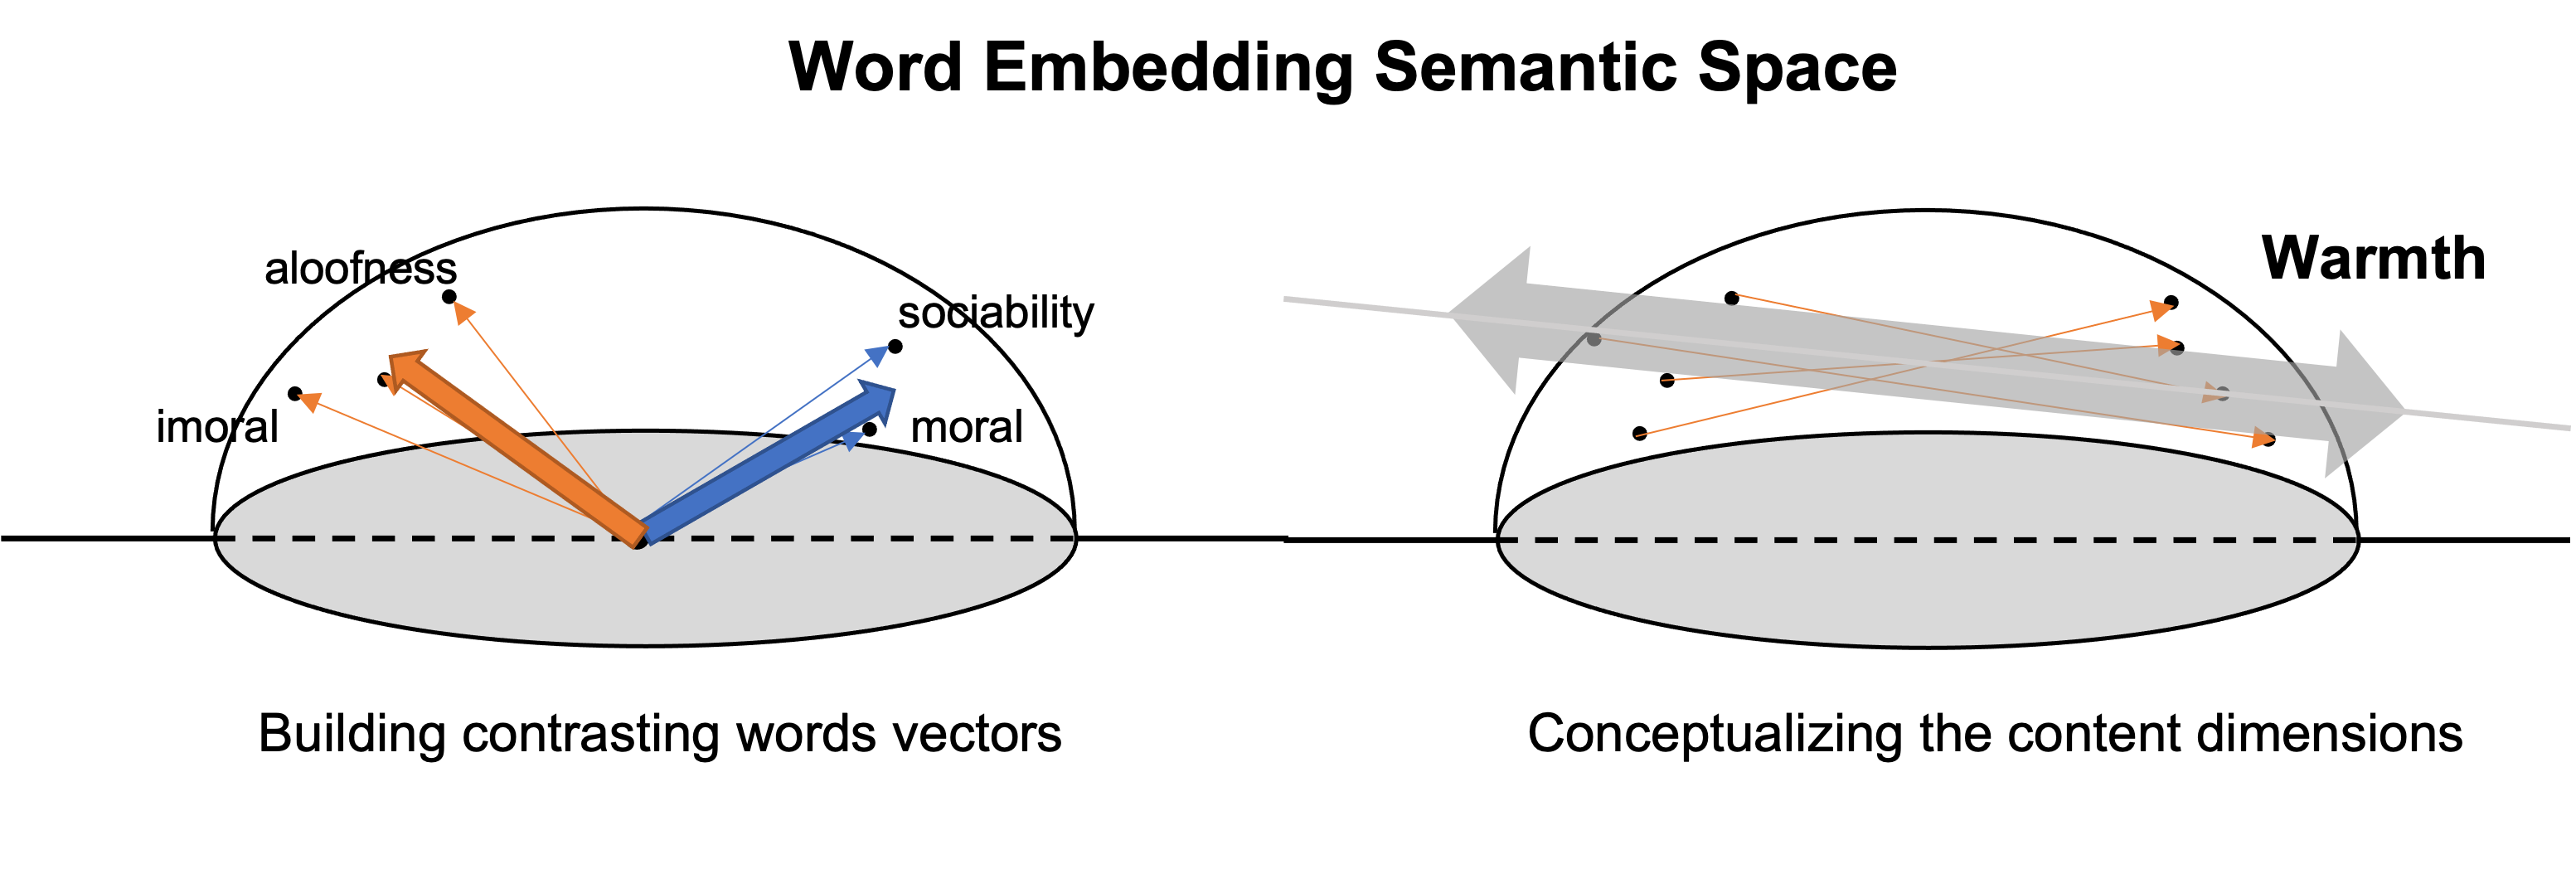 Word Embedding Semantic Space
aloofness
sociability
imoral
moral
Warmth
Building contrasting words vectors
Conceptualizing the content dimensions